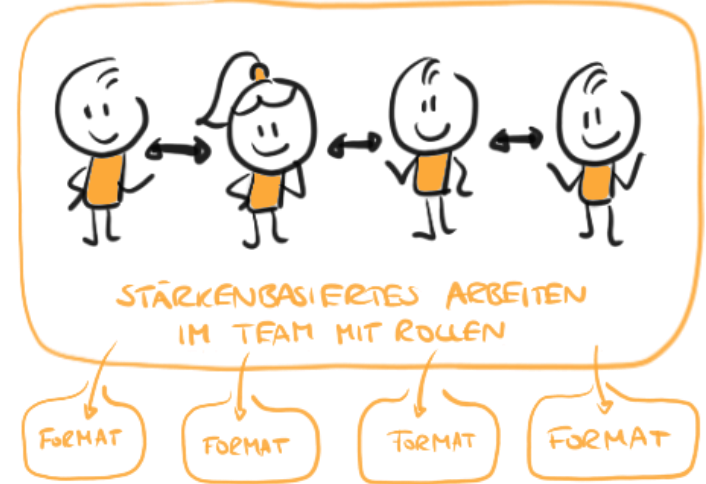 STÄRKENBASIERTES ARBEITEN
IM TEAM MIT ROLLEN
FORMAT
FORMAT
FORMAT
FORMAT